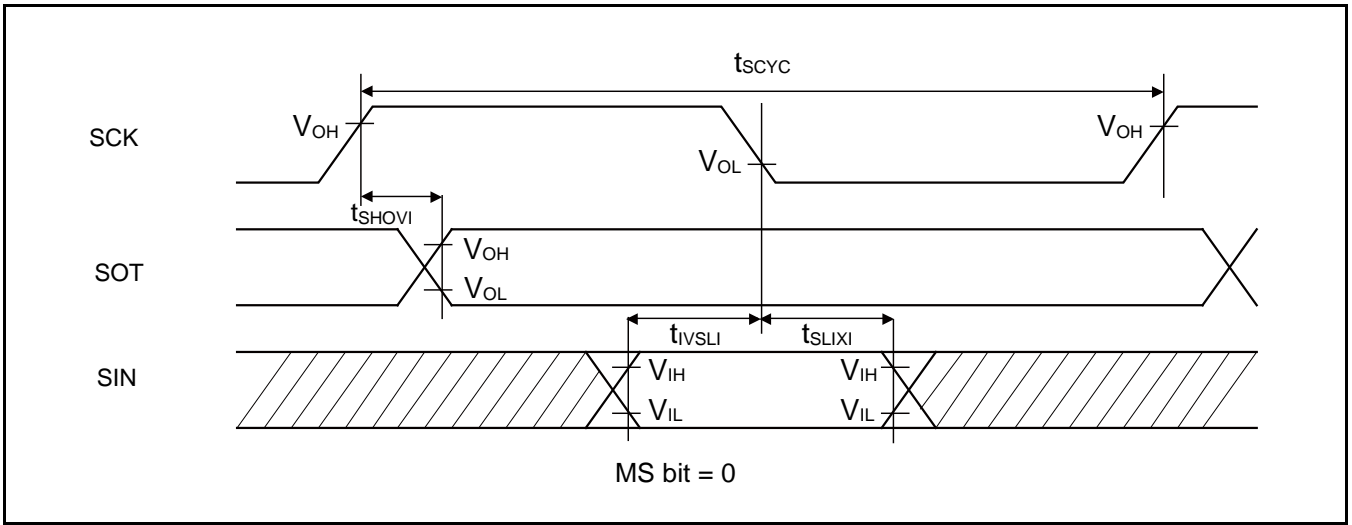 tSCYC
SCK
VOH
VOL
VOH
tSHOVI
SOT
VOH
VOL
tIVSLI
tSLIXI
SIN
VIH
VIH
VIL
VIL
MS bit = 0